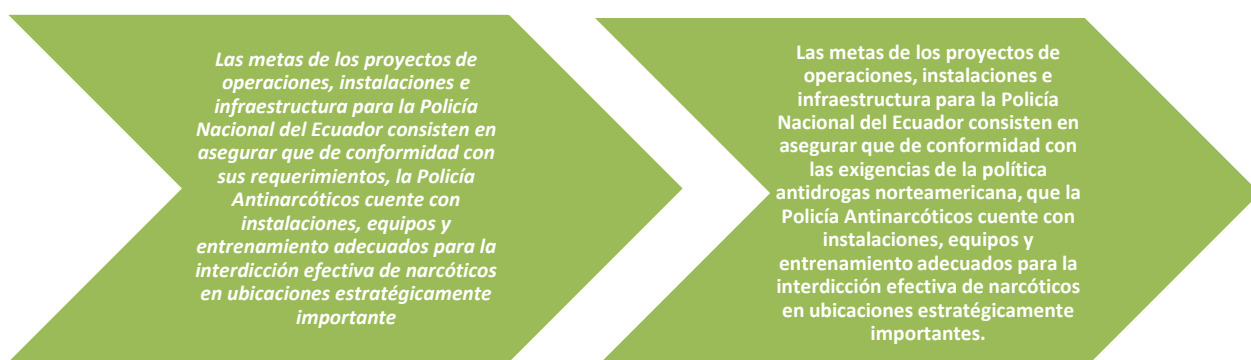 Las metas de los proyectos de
operaciones, instalaciones e
infraestructura para la Policía
Nacional del Ecuador consisten en
asegurar que de conformidad con
sus requerimientos, la Policía
Antinarcóticos cuente con
instalaciones, equipos y
entrenamiento adecuados para la
interdicción efectiva de narcóticos
en ubicaciones estratégicamente
importante
Las metas de los proyectos de
operaciones, instalaciones e
infraestructura para la Policía
Nacional del Ecuador consisten en
asegurar que de conformidad con
las exigencias de la política
antidrogas norteamericana, que la
Policía Antinarcóticos cuente con
instalaciones, equipos y
entrenamiento adecuados para la
interdicción efectiva de narcóticos
en ubicaciones estratégicamente
importantes.